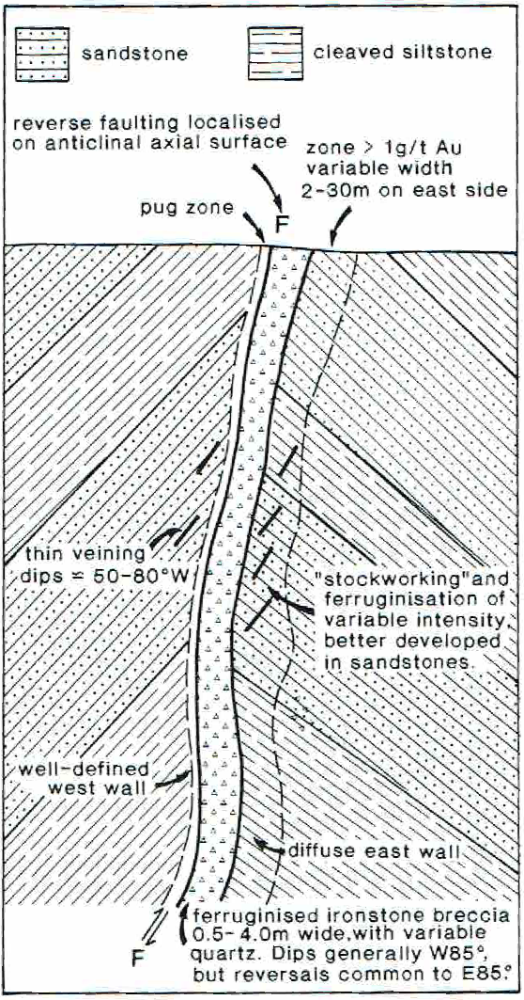 sandstone
cleaved siltstone
reverse faulting localised
on anticlinal axial surface
zone > 1g/t Au
variable width
2-30m on east side
pug zone
F
thin veining
dips ≃ 50-80°W
"stockworking" and
ferruginisation of
variable intensity,
better developed
in sandstones.
well-defined
west wall
diffuse east wall
F
ferruginised ironstone breccia
0.5-4.0m wide,with variable
quartz. Dips generally W85°,
but reversals common to E85°.